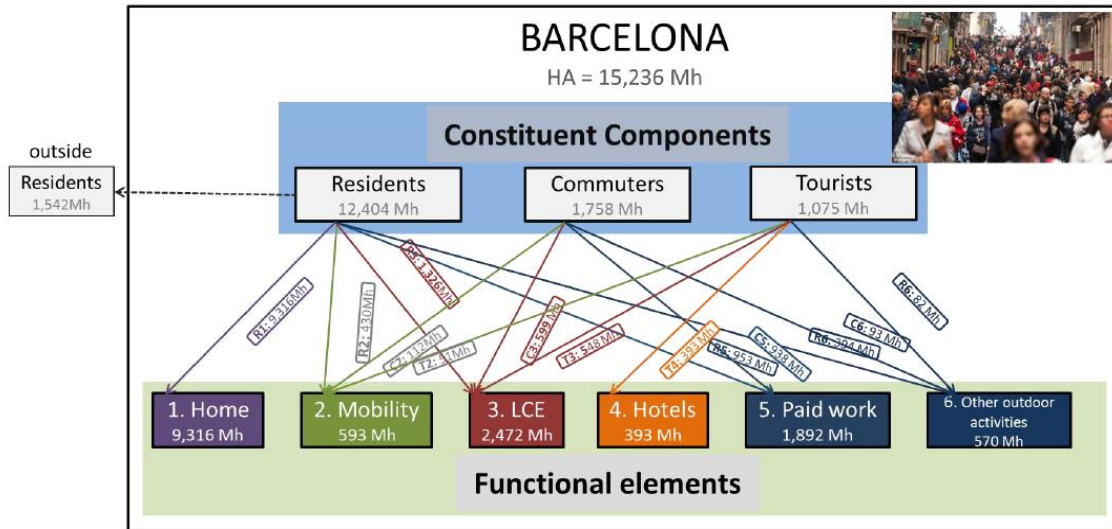 BARCELONA
HA = 15,236 Mh
Constituent Components
outside
Residents
1,542Mh
Residents
12,404 Mh
Commuters
1,758 Mh
Tourists
1,075 Mh
R1: 9,316Mh
R2: 430Mh
R3: 1,326Mh
C2: 112Mh
T2: 51Mh
C3: 599 Mh
T3: 548 Mh
T4: 393 Mh
R5: 953 Mh
C5: 938 Mh
R6: 394 Mh
C6: 93 Mh
R6: 82 Mh
1. Home
9,316 Mh
2. Mobility
593 Mh
3. LCE
2,472 Mh
4. Hotels
393 Mh
5. Paid work
1,892 Mh
6. Other outdoor
activities
570 Mh
Functional elements